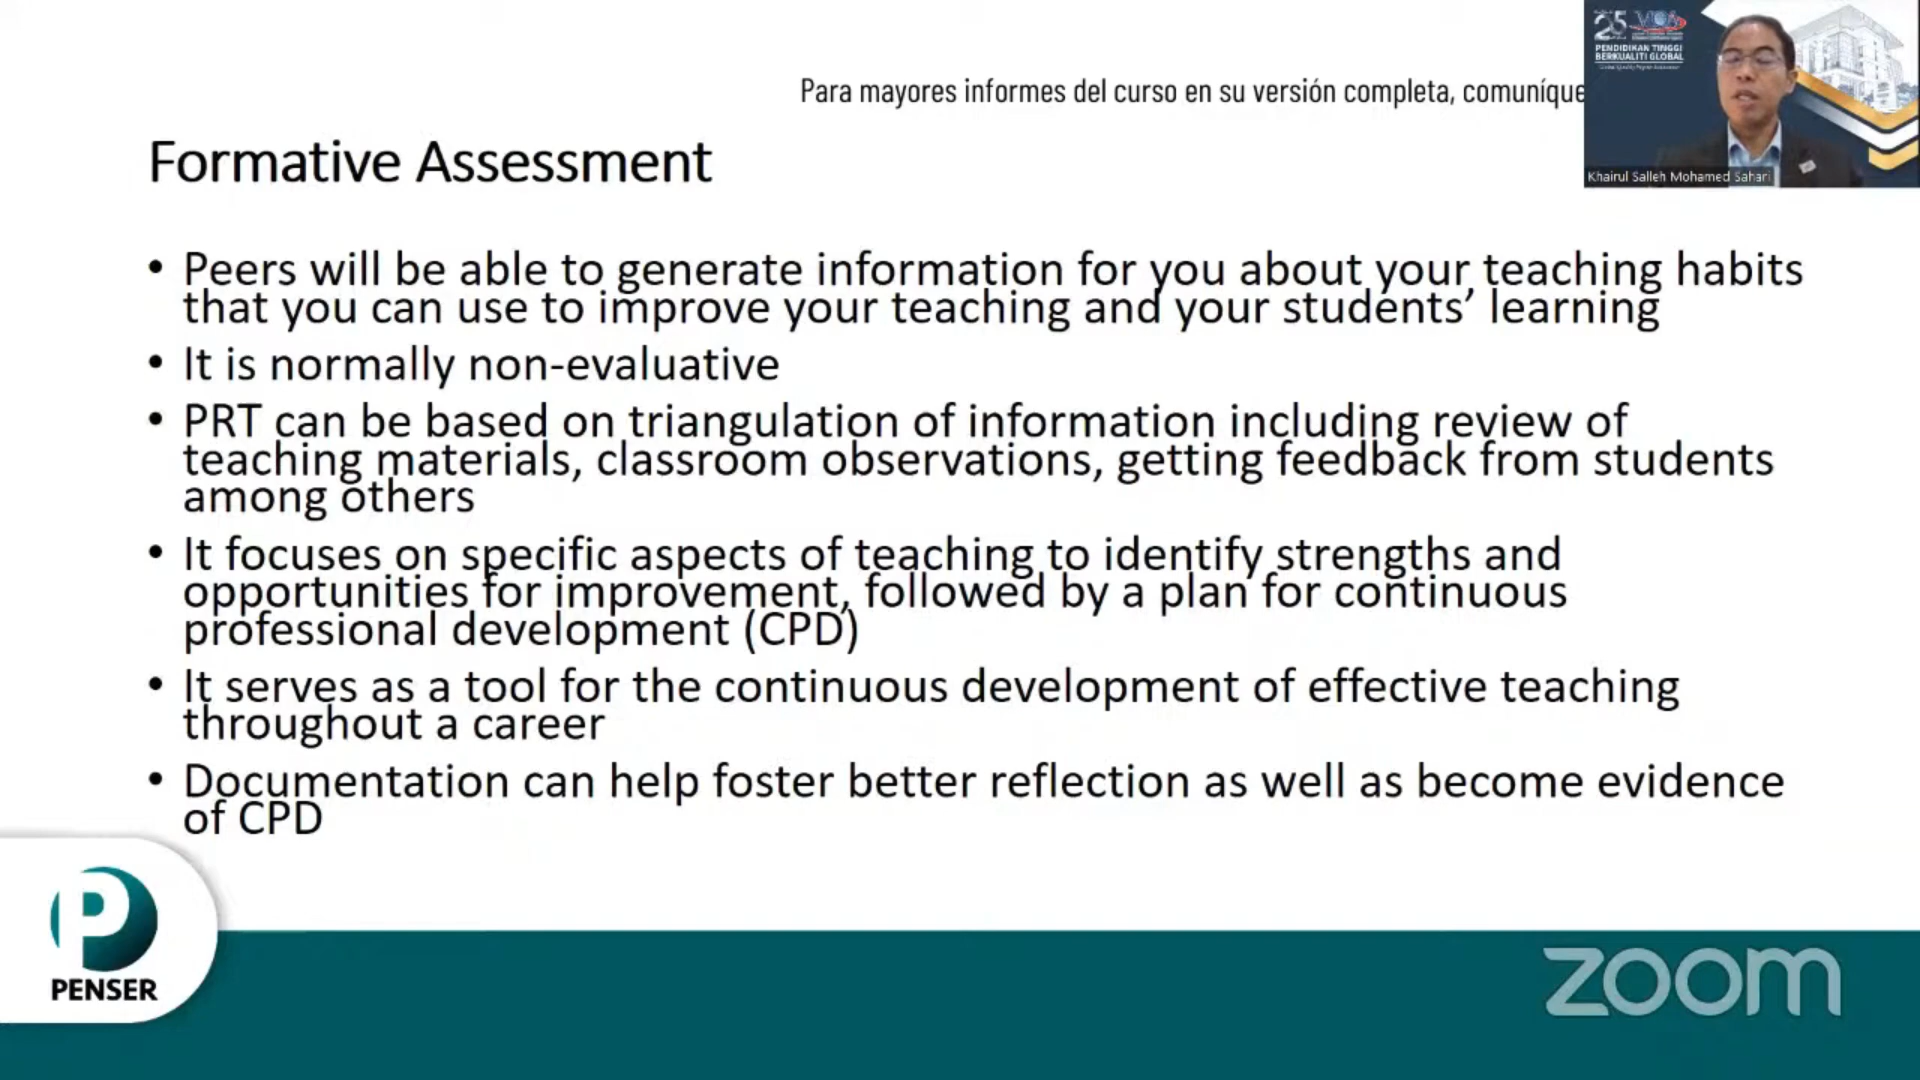 Para mayores informes del curso en su versión completa, comuníque
25
PENDIDIKAN TINGGI
BERKUALITI GLOBAL
Khairul Salleh Mohamed Sahari
Formative Assessment
• Peers will be able to generate information for you about your teaching habits
that you can use to improve your teaching and your students’ learning
• It is normally non-evaluative
• PRT can be based on triangulation of information including review of
teaching materials, classroom observations, getting feedback from students
among others
• It focuses on specific aspects of teaching to identify strengths and
opportunities for improvement, followed by a plan for continuous
professional development (CPD)
• It serves as a tool for the continuous development of effective teaching
throughout a career
• Documentation can help foster better reflection as well as become evidence
of CPD
P
PENSER
zoom